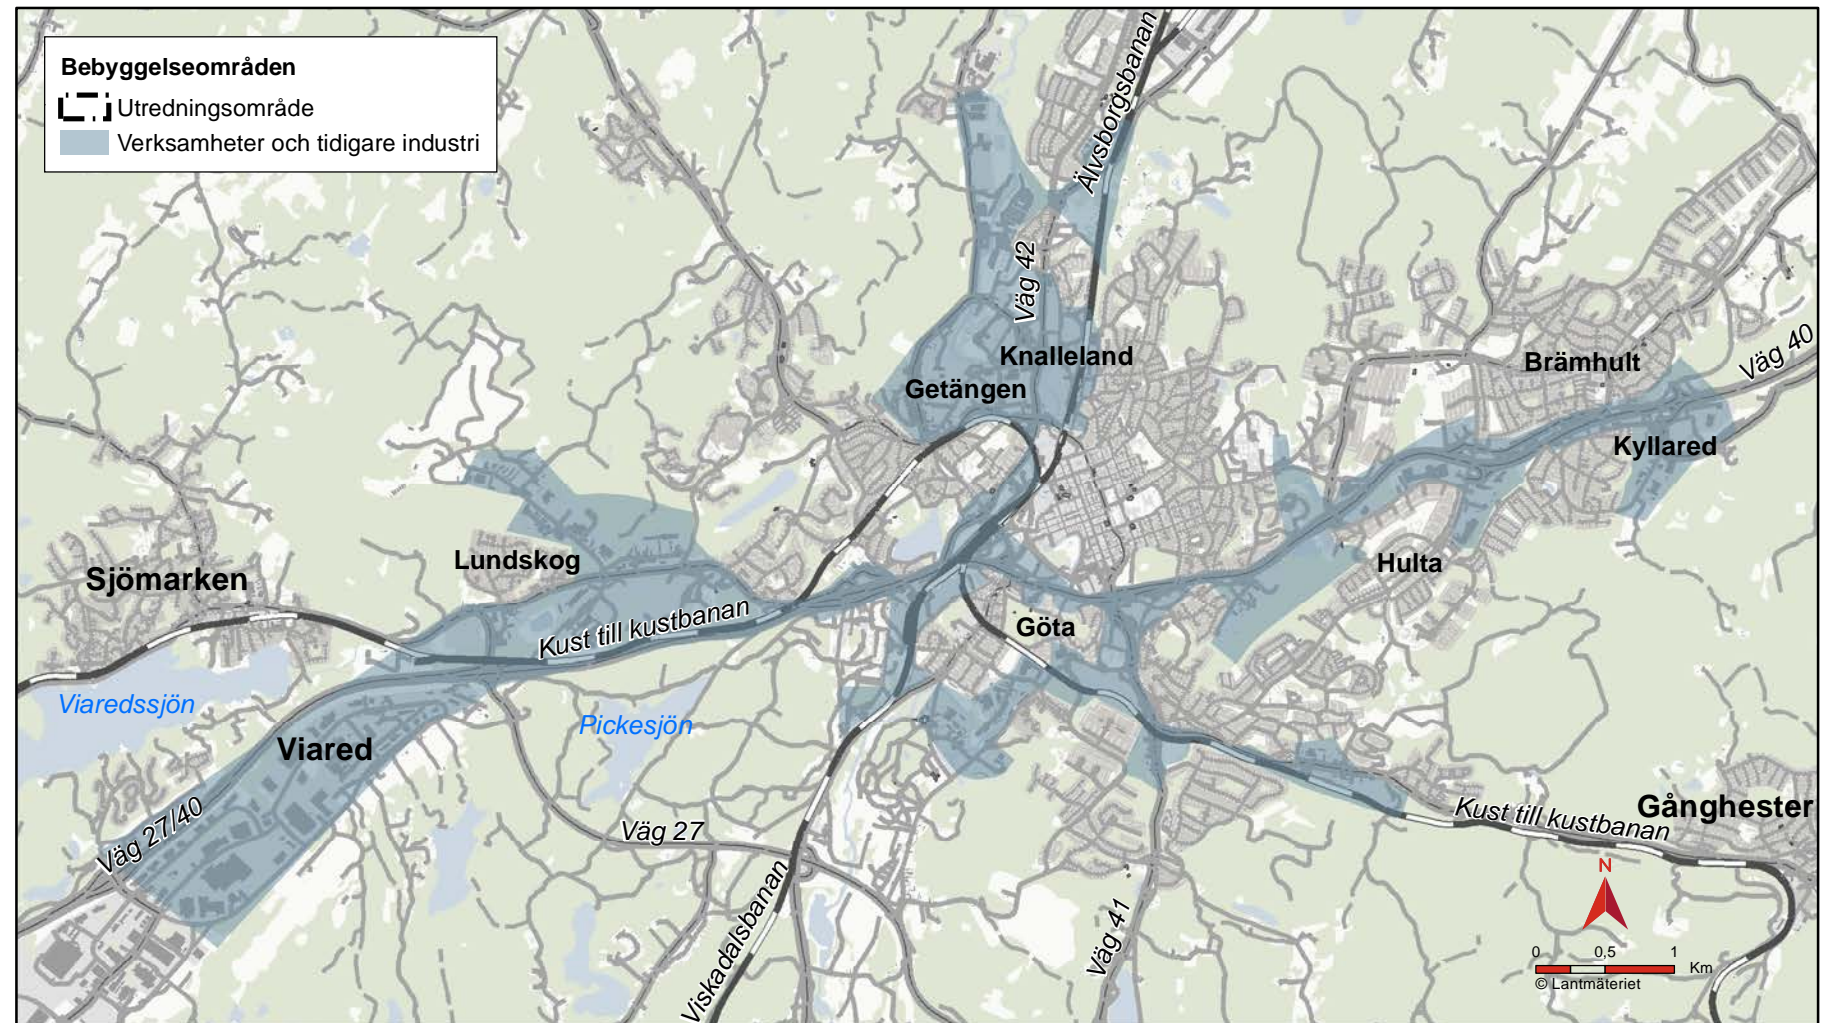 Bebyggelseområden
Utredningsområde
Verksamheter och tidigare industri
Älvsborgsbanan
Väg 42
Knalleland
Getängen
Brämhult
Väg 40
Kyllared
Lundskog
Hulta
Sjömarken
Kust till kustbanan
Göta
Viaredssjön
Pickesjön
Viared
Väg 27/40
Väg 27
Kust till kustbanan
Gånghester
Viskadalsbanan
Väg 41
N
0 0,5 1
Km
© Lantmäteriet